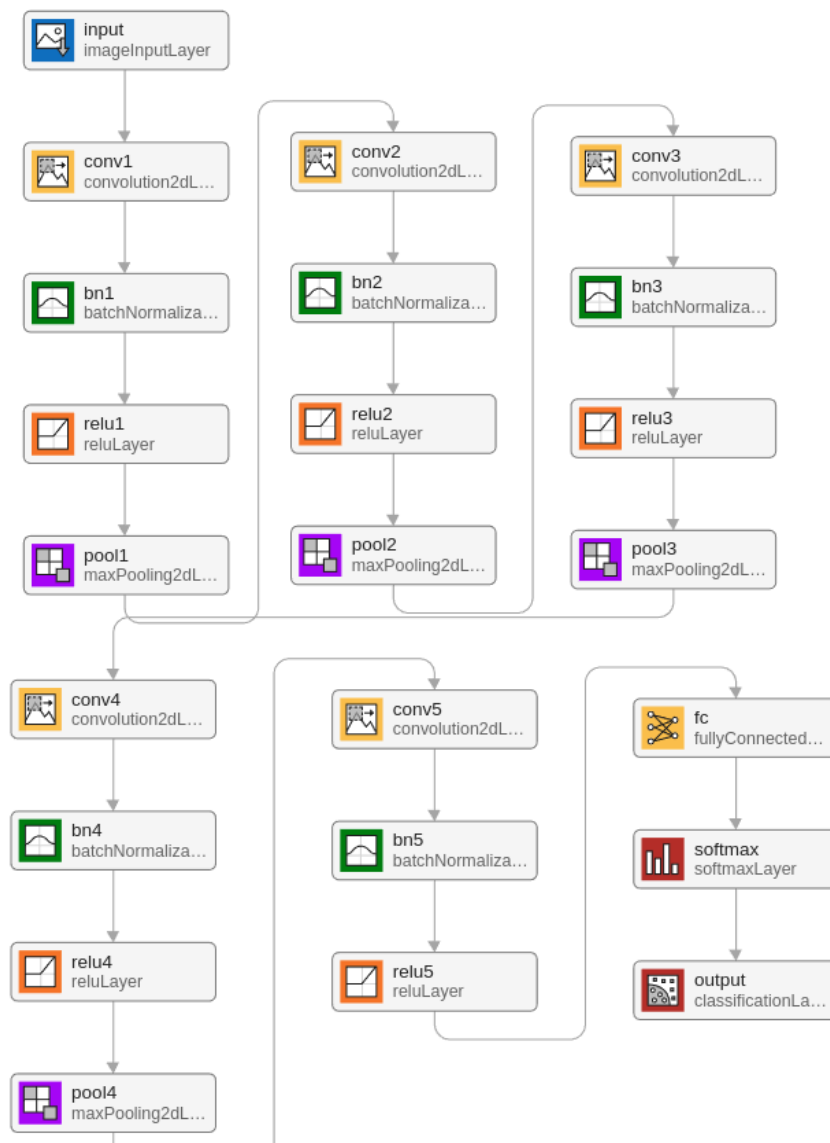 input
imageInputLayer
conv1
convolution2dL...
bn1
batchNormaliza...
relu1
reluLayer
pool1
maxPooling2dL...
conv2
convolution2dL...
bn2
batchNormaliza...
relu2
reluLayer
pool2
maxPooling2dL...
conv3
convolution2dL...
bn3
batchNormaliza...
relu3
reluLayer
pool3
maxPooling2dL...
conv4
convolution2dL...
bn4
batchNormaliza...
relu4
reluLayer
pool4
maxPooling2dL...
conv5
convolution2dL...
bn5
batchNormaliza...
relu5
reluLayer
fc
fullyConnected...
softmax
softmaxLayer
output
classificationLa...